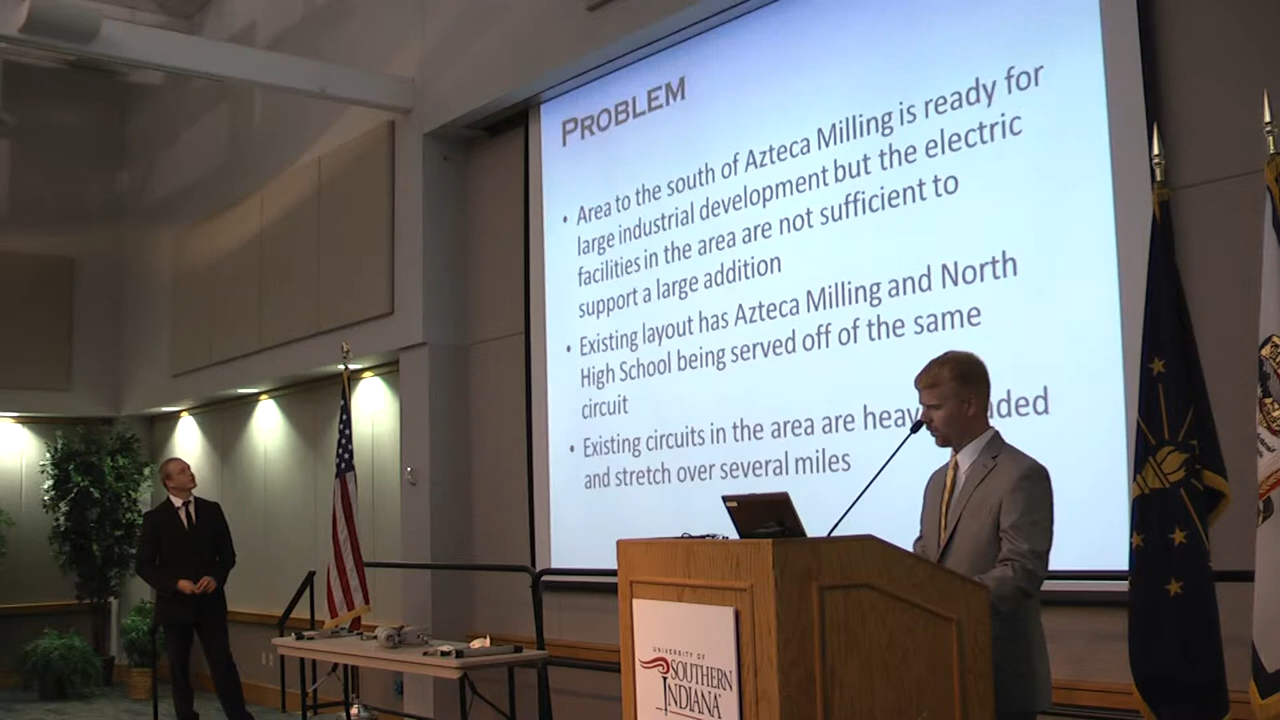 PROBLEM
• Area to the south of Azteca Milling is ready for
large industrial development but the electric
facilities in the area are not sufficient to
support a large addition
• Existing layout has Azteca Milling and North
High School being served off of the same
circuit
• Existing circuits in the area are
and stretch over several miles
UNIVERSITY OF
SOUTHERN
INDIANA